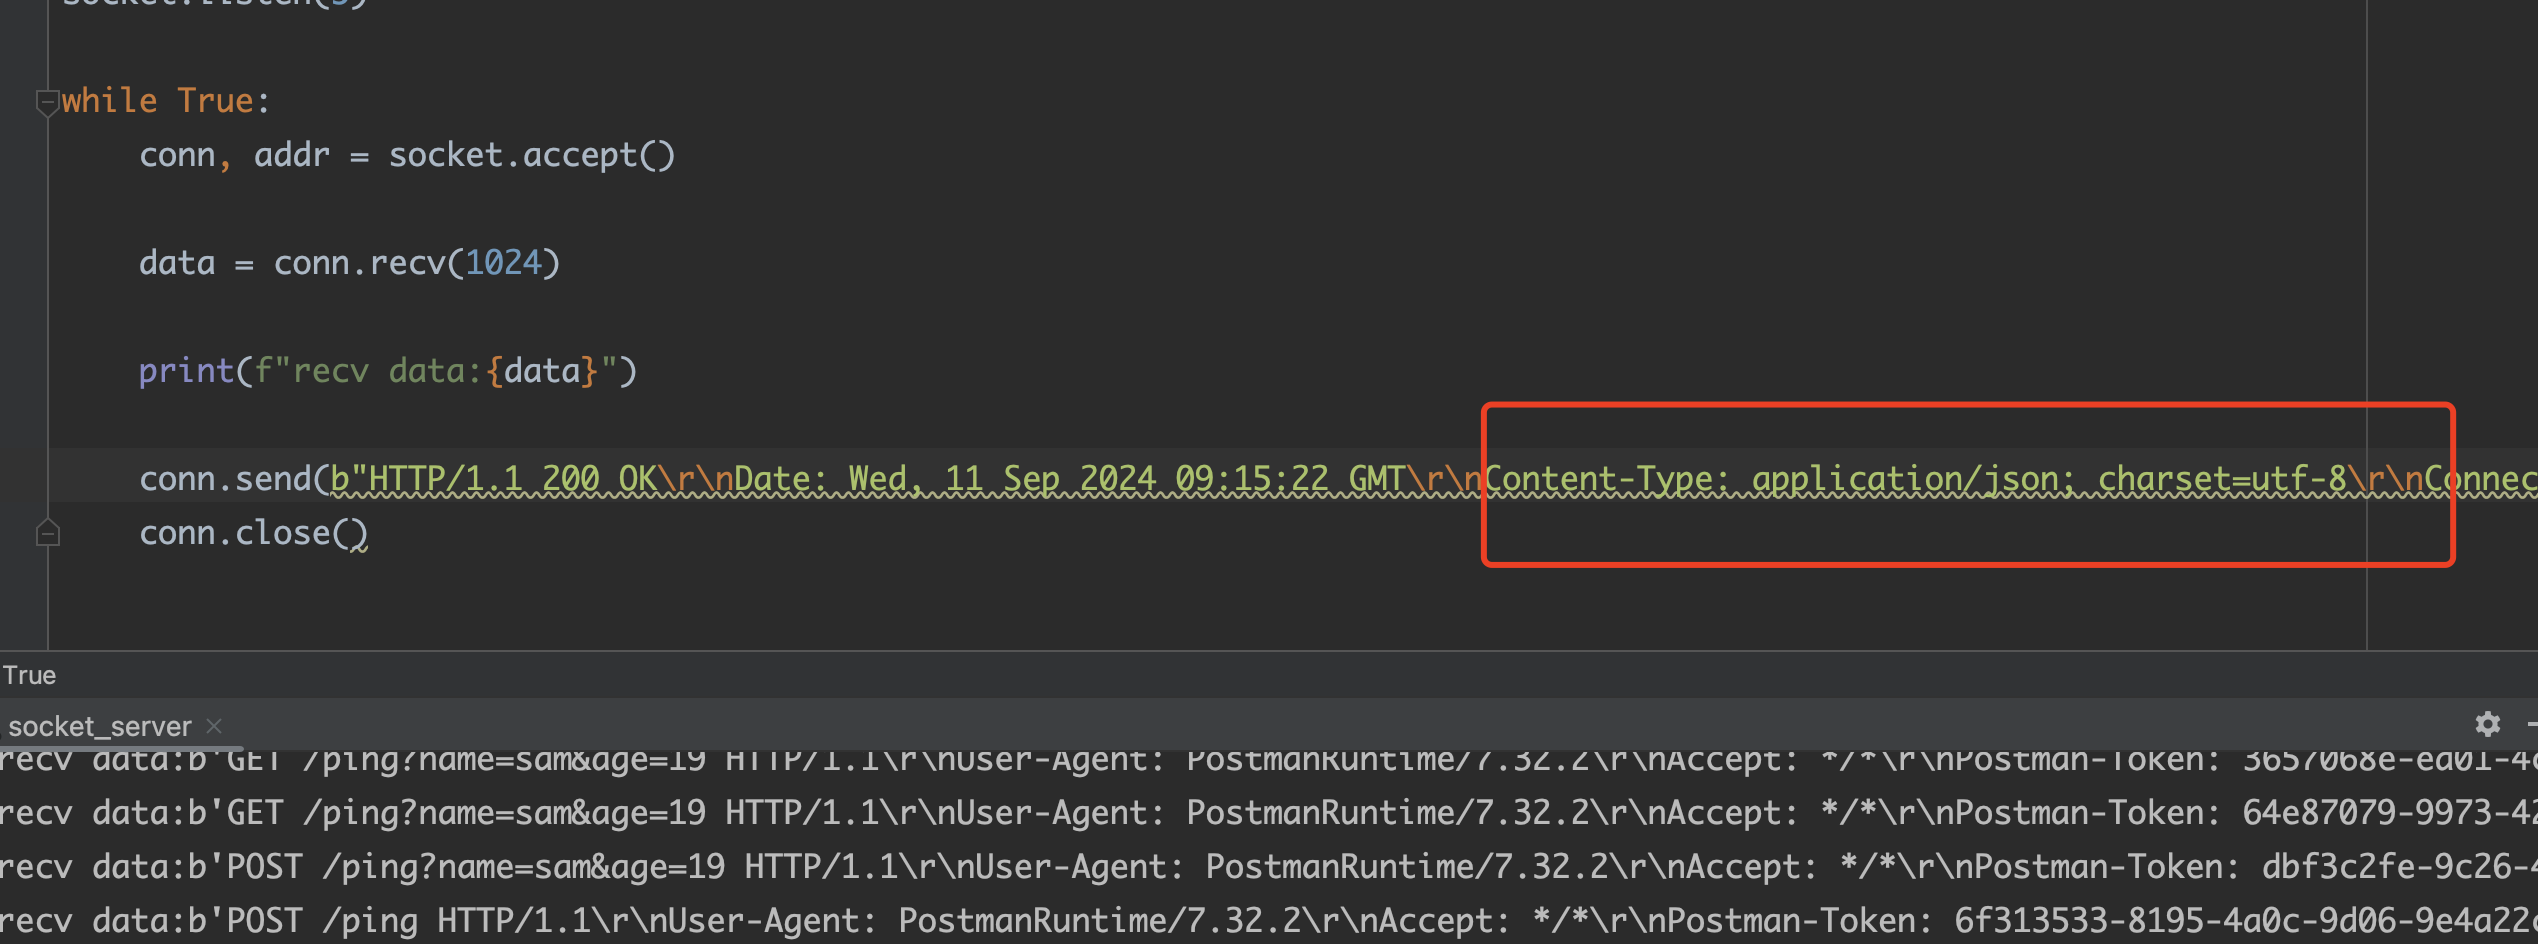 socket.listen(5)
while True:
conn, addr = socket.accept()
data = conn.recv(1024)
print(f"recv data:{data}")
conn.send(b"HTTP/1.1 200 OK\r\nDate: Wed, 11 Sep 2024 09:15:22 GMT\r\nContent-Type: application/json; charset=utf-8\r\nConnec
conn.close()
True
socket_server
recv data:b'GET /ping?name=sam&age=19 HTTP/1.1\r\nUser-Agent: PostmanRuntime/7.32.2\r\nAccept: */*\r\nPostman-Token: 3657068e-ea01-4
recv data:b'GET /ping?name=sam&age=19 HTTP/1.1\r\nUser-Agent: PostmanRuntime/7.32.2\r\nAccept: */*\r\nPostman-Token: 64e87079-9973-42
recv data:b'POST /ping?name=sam&age=19 HTTP/1.1\r\nUser-Agent: PostmanRuntime/7.32.2\r\nAccept: */*\r\nPostman-Token: dbf3c2fe-9c26-4
recv data:b'POST /ping HTTP/1.1\r\nUser-Agent: PostmanRuntime/7.32.2\r\nAccept: */*\r\nPostman-Token: 6f313533-8195-4a0c-9d06-9e4a22